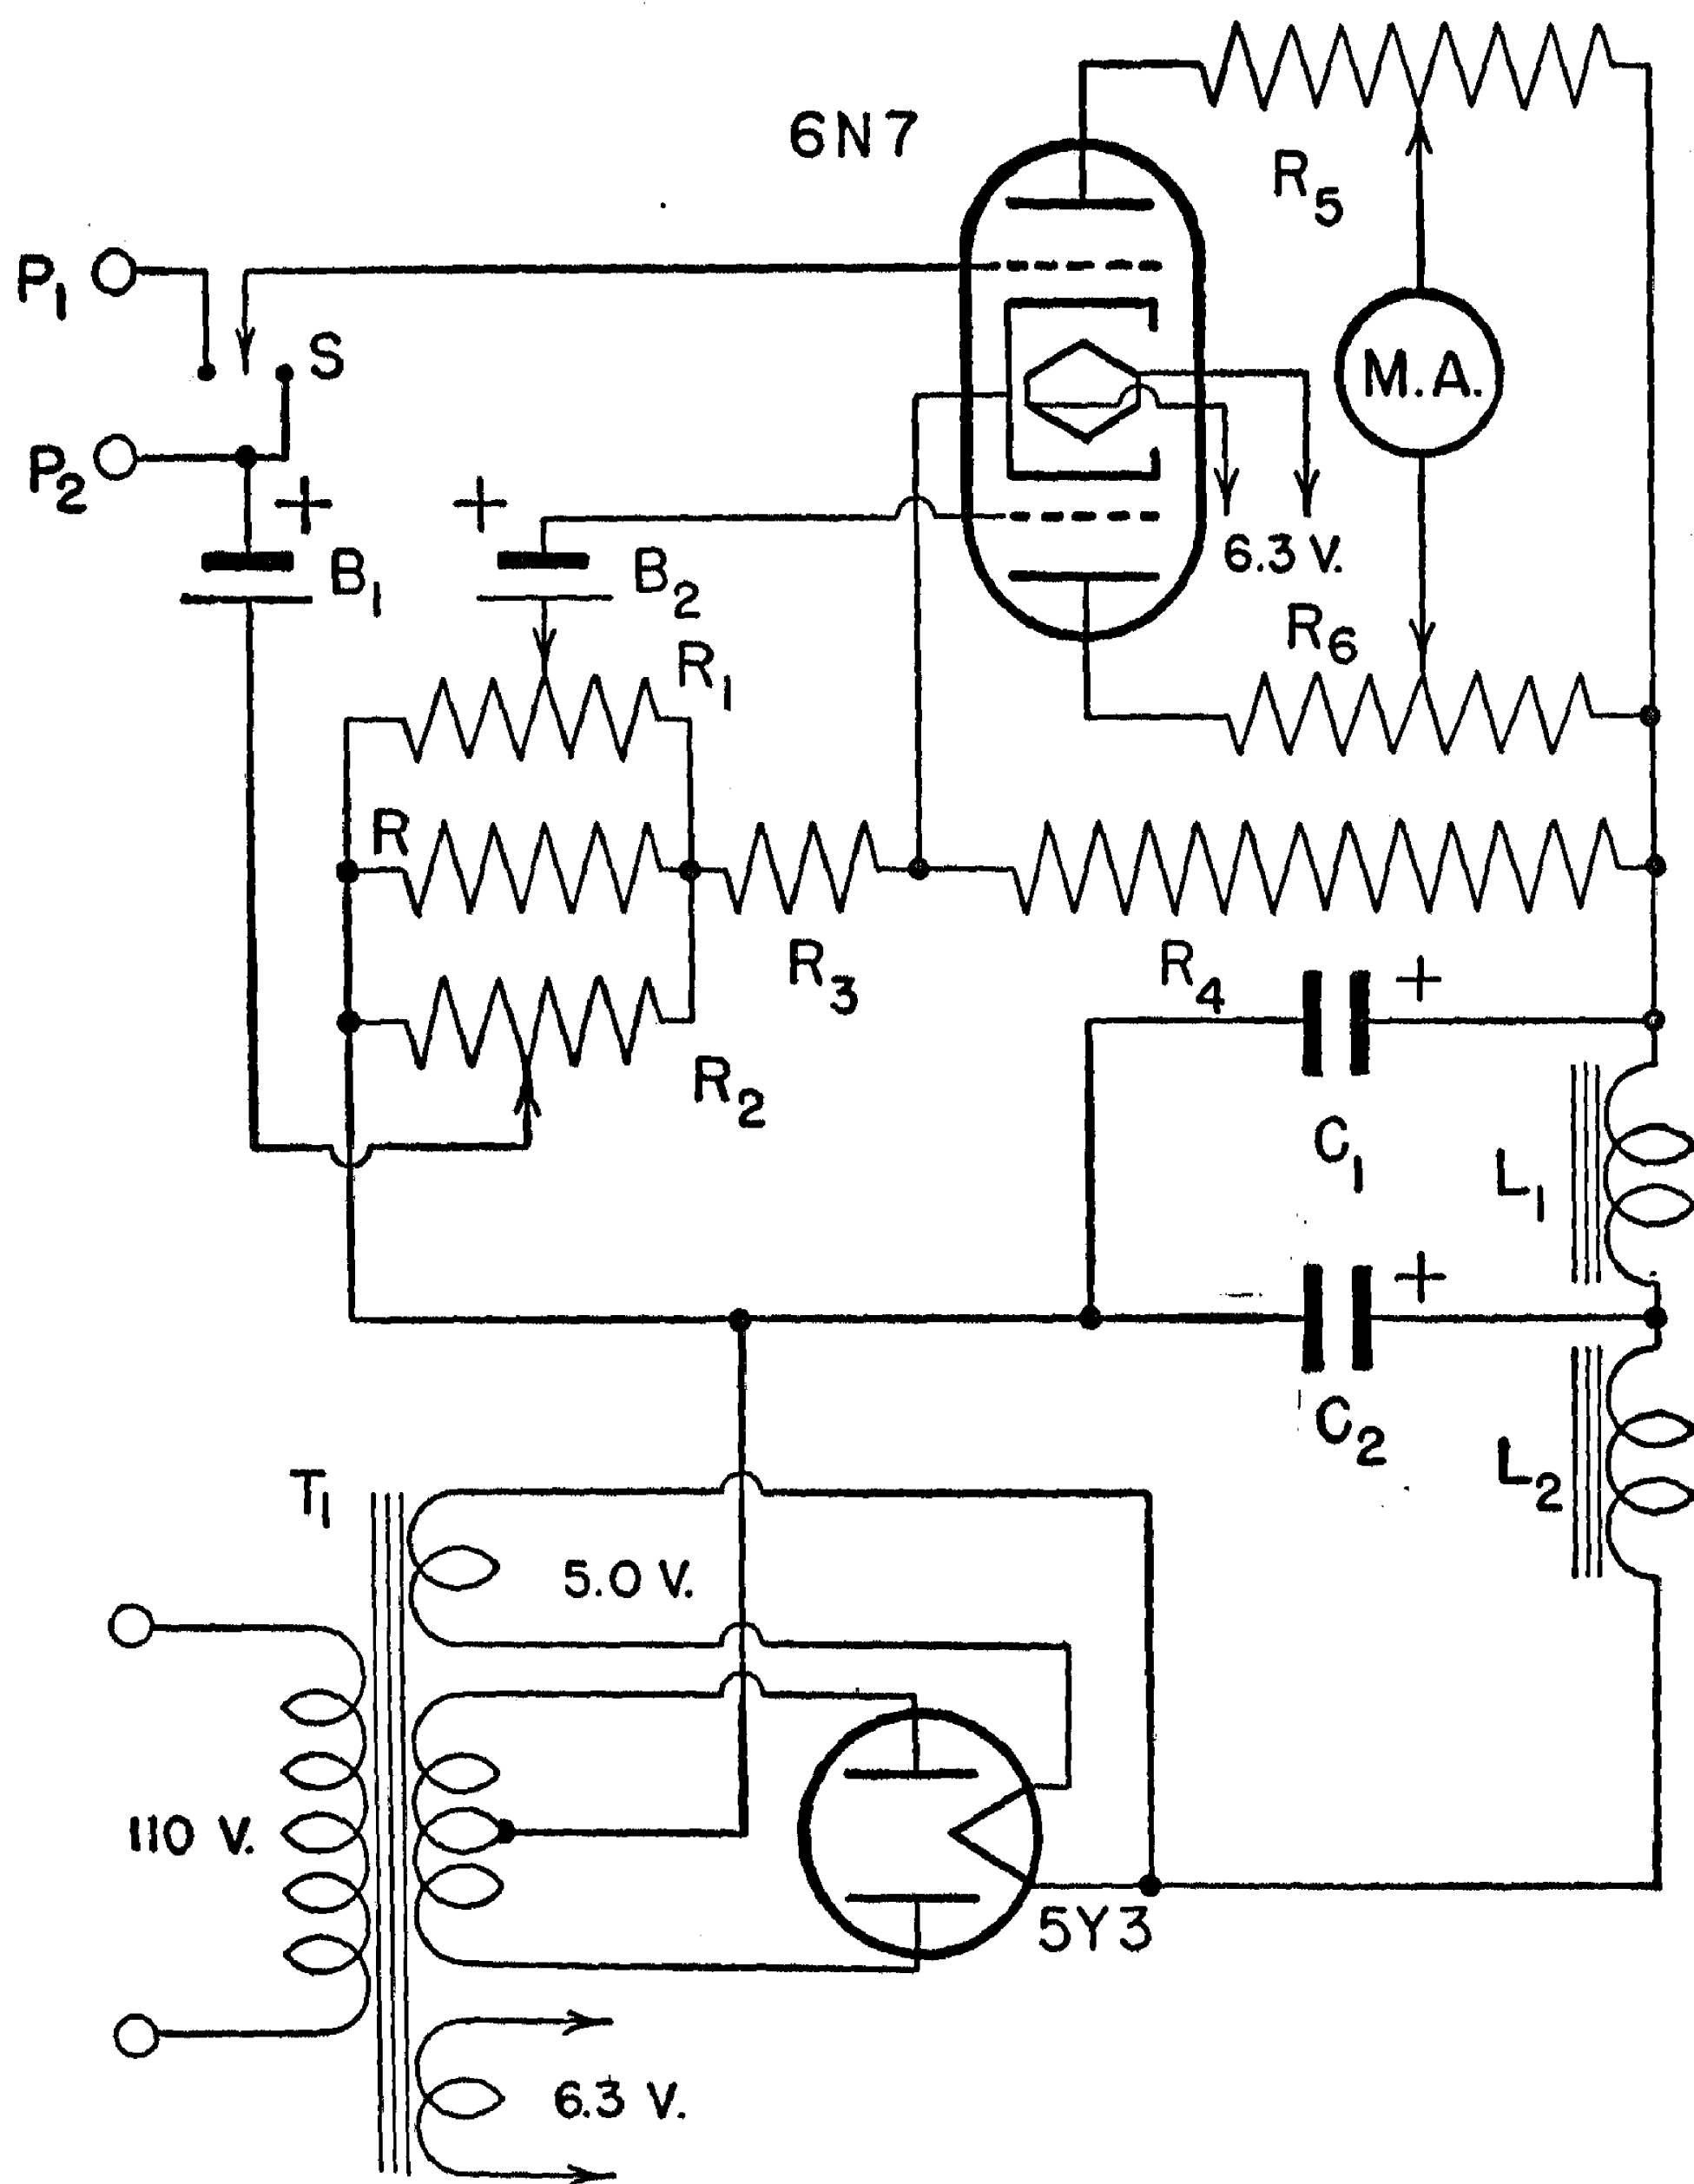 6N7
R5
P1
S
M.A.
P2
+
+
B1
B2
6.3 V.
R6
R1
R
R3
R4
+
R2
C1
L1
+
C2
L2
T1
5.0 V.
110 V.
5Y3
6.3 V.